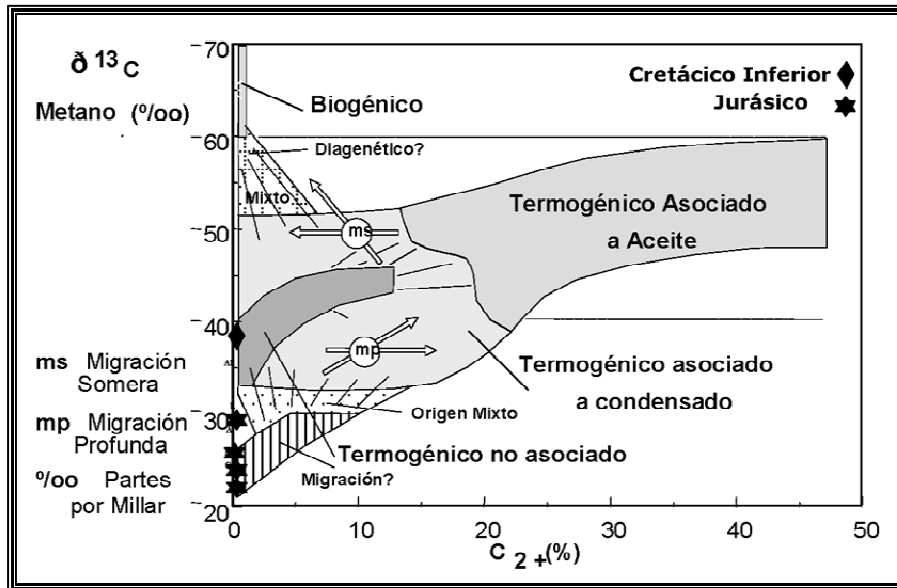 ð 13 C
Metano (º/oo)
–70
–60
–50
–40
–30
–20
Cretácico Inferior
Jurásico
Biogénico
Diagenético?
Mixto
ms
Termogénico Asociado
a Aceite
mp
ms Migración
Somera
mp Migración
Profunda
º/oo Partes
por Millar
Termogénico asociado
a condensado
Origen Mixto
Termogénico no asociado
Migración?
0
10
20
30
40
50
C 2+(%)